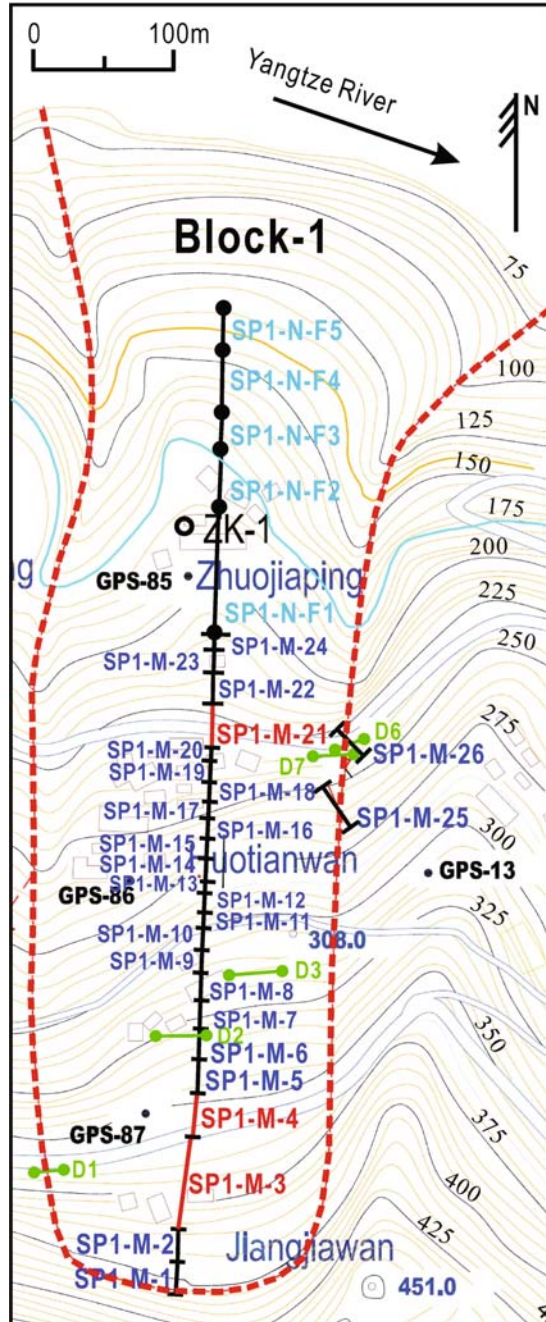 0 100m
Yangtze River
N
Block-1
75
SP1-N-F5
100
SP1-N-F4
125
SP1-N-F3
150
SP1-N-F2
175
ZK-1
200
GPS-85
Zhuojiaping
225
SP1-N-F1
250
SP1-M-24
SP1-M-23
SP1-M-22
275
SP1-M-21
D6
SP1-M-20
SP1-M-26
D7
SP1-M-19
SP1-M-18
SP1-M-17
SP1-M-25
300
SP1-M-16
SP1-M-15
SP1-M-14
uotianwan
GPS-13
SP1-M-13
GPS-86
SP1-M-12
325
SP1-M-11
SP1-M-10
308.0
SP1-M-9
D3
SP1-M-8
350
SP1-M-7
D2
SP1-M-6
SP1-M-5
SP1-M-4
375
GPS-87
D1
SP1-M-3
400
425
SP1-M-2
Jiangjiawan
SP1-M-1
451.0